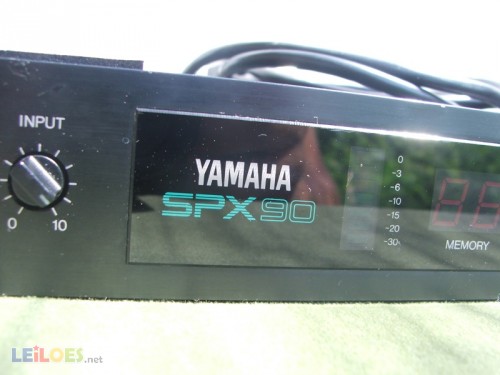 INPUT
0 10
YAMAHA
SPX90
0
-3
-6
-10
-15
-20
-30
MEMORY
LEiLOES.net